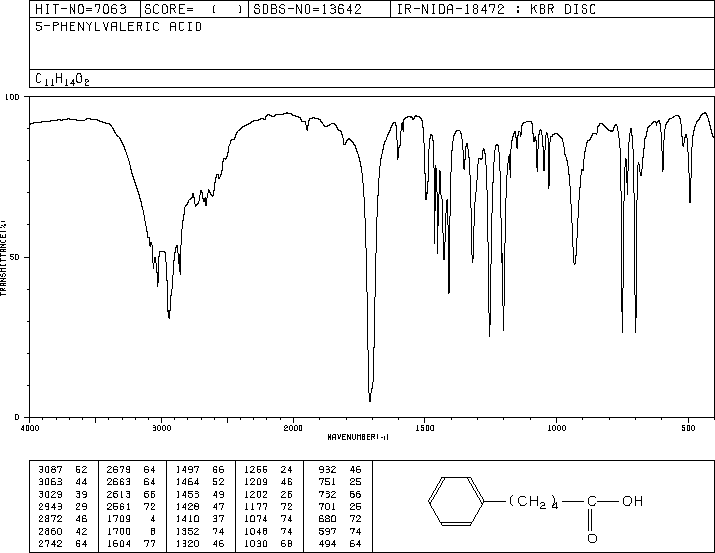 HIT-NO=7063 SCORE= ( ) SDBS-NO=13642 IR-NIDA-18472 : KBR DISC
5-PHENYLVALERIC ACID
C11H14O2
100
50
0
TRANSMITTANCE(%)
4000 3000 2000 1500 1000 500
WAVENUMBER(-1)
3087 52 2679 64 1497 66 1266 24 932 46
3063 44 2663 64 1464 52 1209 46 751 25
3029 39 2613 66 1453 49 1202 26 732 66
2943 29 2561 72 1428 47 1177 72 701 25
2872 46 1709 4 1410 37 1074 74 680 72
2860 42 1700 8 1352 74 1048 74 597 74
2742 64 1604 77 1320 46 1030 68 494 64
(CH2)4 C OH
O